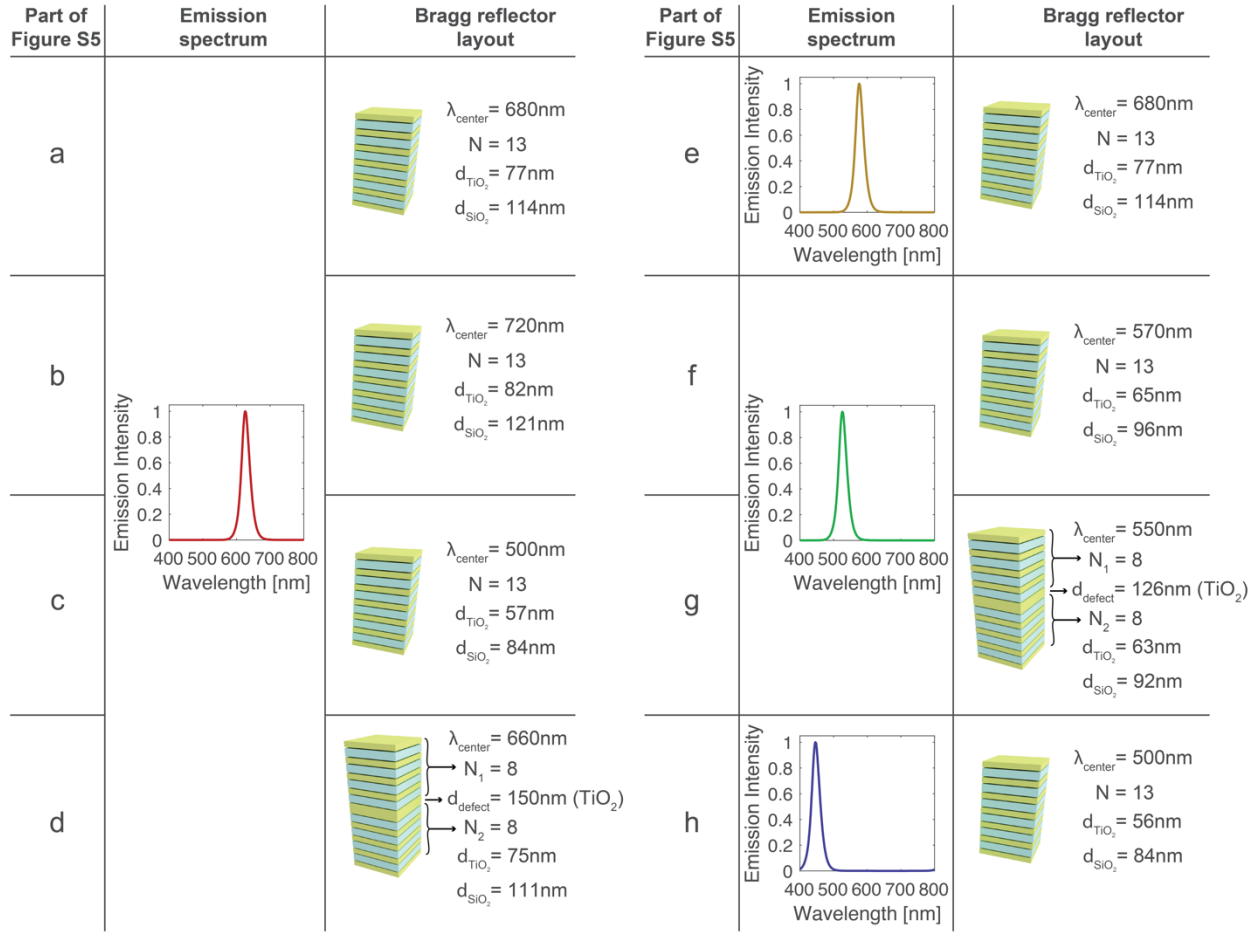 Part of
Figure S5
Emission
spectrum
Bragg reflector
layout
a
λcenter= 680nm
N = 13
dTiO2= 77nm
dSiO2= 114nm
b
λcenter= 720nm
N = 13
dTiO2= 82nm
dSiO2= 121nm
Emission Intensity
1
0.8
0.6
0.4
0.2
0
400 500 600 700 800
Wavelength [nm]
c
λcenter= 500nm
N = 13
dTiO2= 57nm
dSiO2= 84nm
d
λcenter= 660nm
N1 = 8
ddefect= 150nm (TiO2)
N2 = 8
dTiO2= 75nm
dSiO2= 111nm
Part of
Figure S5
Emission
spectrum
Bragg reflector
layout
e
Emission Intensity
1
0.8
0.6
0.4
0.2
0
400 500 600 700 800
Wavelength [nm]
λcenter= 680nm
N = 13
dTiO2= 77nm
dSiO2= 114nm
f
λcenter= 570nm
N = 13
dTiO2= 65nm
dSiO2= 96nm
Emission Intensity
1
0.8
0.6
0.4
0.2
0
400 500 600 700 800
Wavelength [nm]
g
λcenter= 550nm
N1 = 8
ddefect= 126nm (TiO2)
N2 = 8
dTiO2= 63nm
dSiO2= 92nm
h
Emission Intensity
1
0.8
0.6
0.4
0.2
0
400 500 600 700 800
Wavelength [nm]
λcenter= 500nm
N = 13
dTiO2= 56nm
dSiO2= 84nm